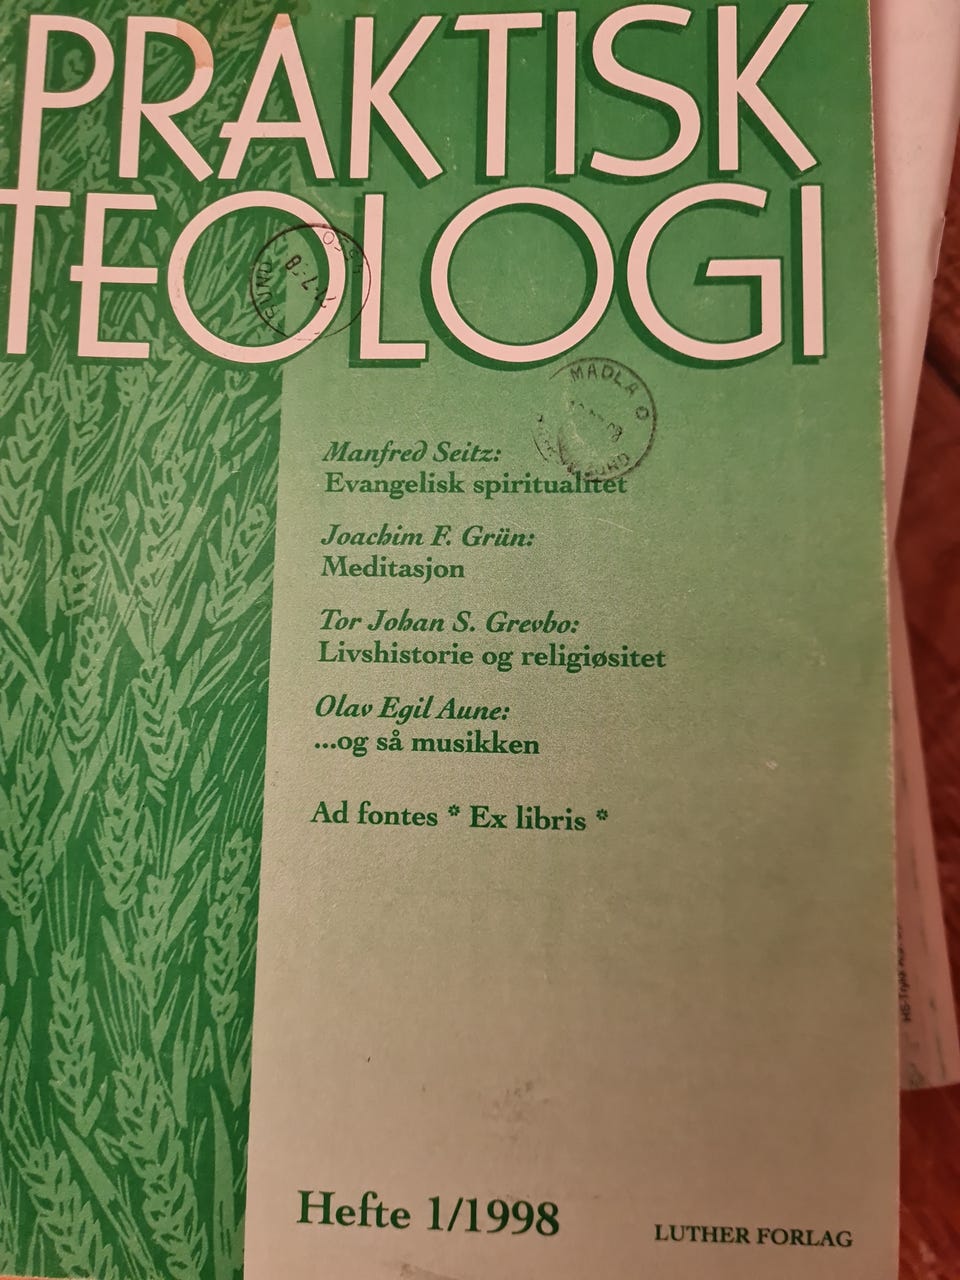 PRAKTISK
TEOLOGI
MADLA
Manfred Seitz:
Evangelisk spiritualitet
Joachim F. Grün:
Meditasjon
Tor Johan S. Grevbo:
Livshistorie og religiøsitet
Olav Egil Aune:
...og så musikken
Ad fontes * Ex libris *
Hefte 1/1998
LUTHER FORLAG